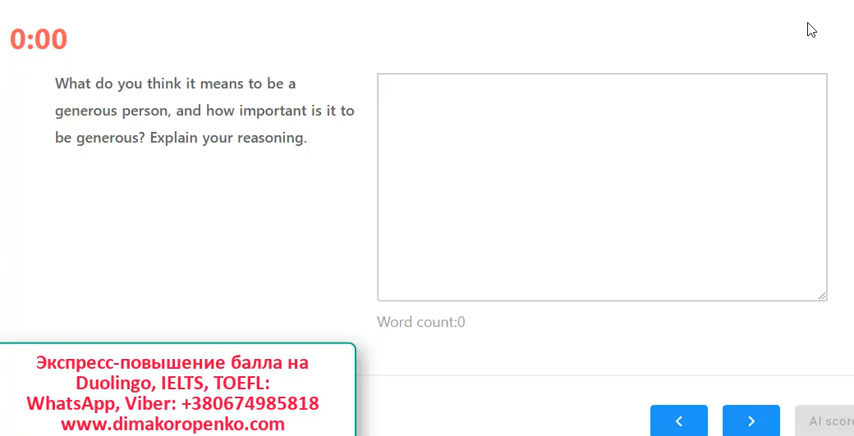 0:00
What do you think it means to be a
generous person, and how important is it to
be generous? Explain your reasoning.
Word count:0
Экспресс-повышение балла на
Duolingo, IELTS, TOEFL:
WhatsApp, Viber: +380674985818
www.dimakoropenko.com
AI score